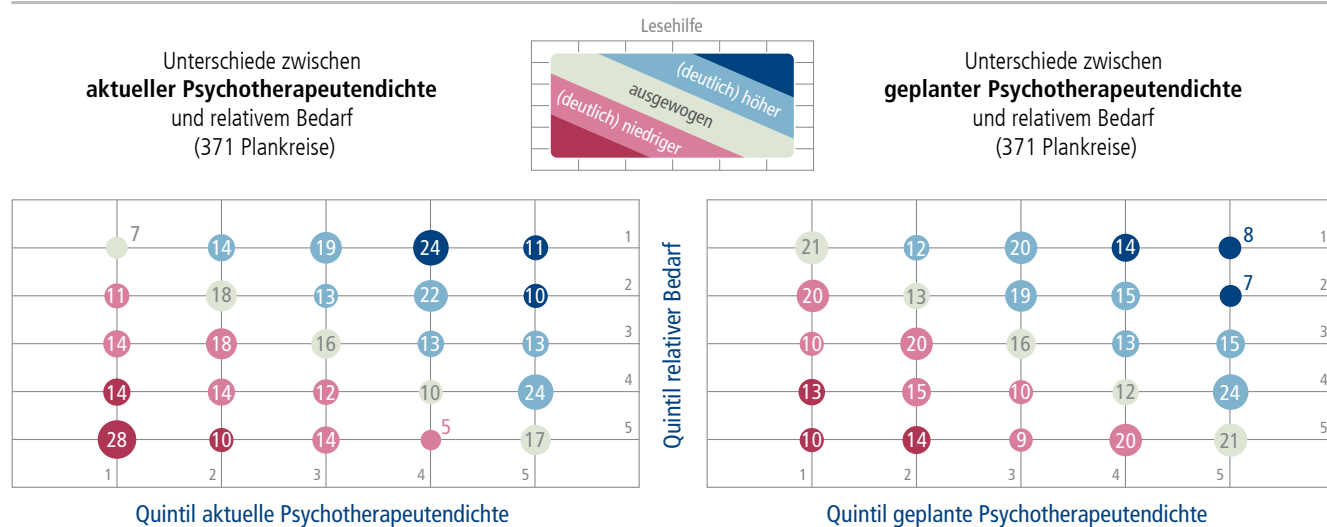 Lesehilfe
(deutlich) höher
ausgewogen
(deutlich) niedriger
Unterschiede zwischen
aktueller Psychotherapeutendichte
und relativem Bedarf
(371 Plankreise)
Unterschiede zwischen
geplanter Psychotherapeutendichte
und relativem Bedarf
(371 Plankreise)
7 14 19 24 11 1
11 18 13 22 10 2
14 18 16 13 13 3
14 14 12 10 24 4
28 10 14 5 17 5
1 2 3 4 5
Quintil aktuelle Psychotherapeutendichte
Quintil relativer Bedarf
21 12 20 14 8 1
20 13 19 15 7 2
10 20 16 13 15 3
13 15 10 12 24 4
10 14 9 20 21 5
1 2 3 4 5
Quintil geplante Psychotherapeutendichte